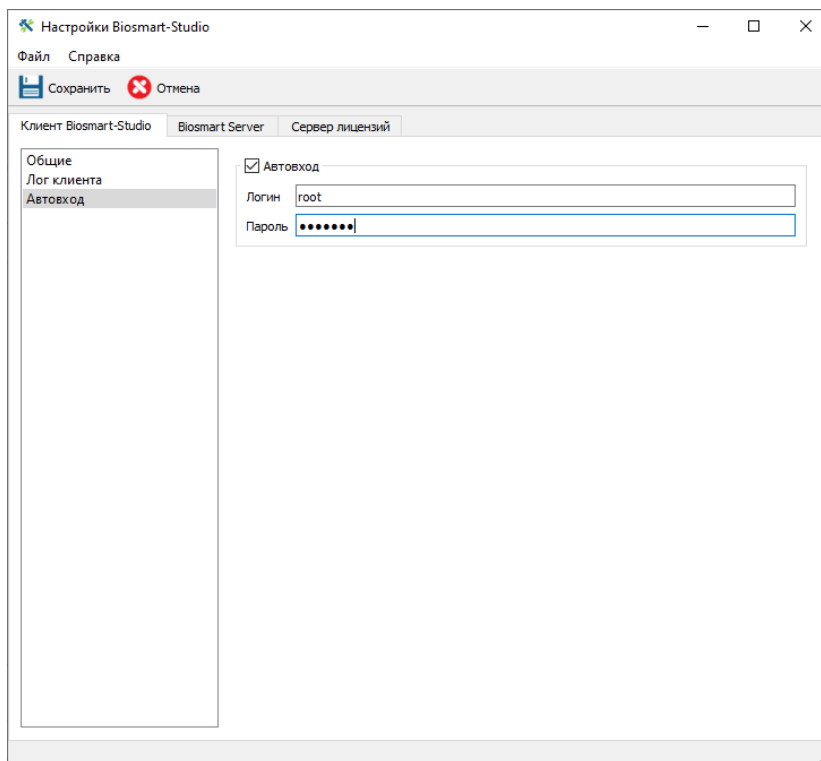 Настройки Biosmart-Studio
Файл Справка
Сохранить Отмена
Клиент Biosmart-Studio Biosmart Server Сервер лицензий
Общие
Лог клиента
Автовход
Автовход
Логин root
Пароль •••••••